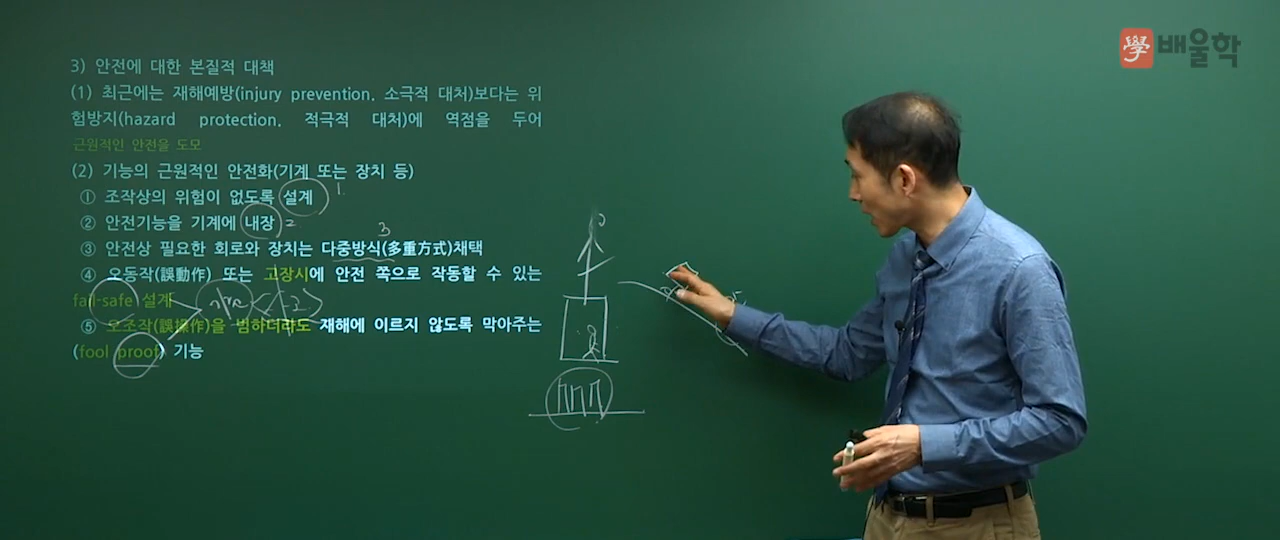 學 배울학
3) 안전에 대한 본질적 대책
(1) 최근에는 재해예방(injury prevention. 소극적 대처)보다는 위
험방지(hazard protection. 적극적 대처)에 역점을 두어
근원적인 안전을 도모
(2) 기능의 근원적인 안전화(기계 또는 장치 등)
① 조작상의 위험이 없도록 설계 1.
② 안전기능을 기계에 내장 2
3
③ 안전상 필요한 회로와 장치는 다중방식(多重方式)채택
④ 오동작(誤動作) 또는 고장시에 안전 쪽으로 작동할 수 있는
fail-safe 설계
⑤ 오조작(誤操作)을 범하더라도 재해에 이르지 않도록 막아주는
(fool proof) 기능